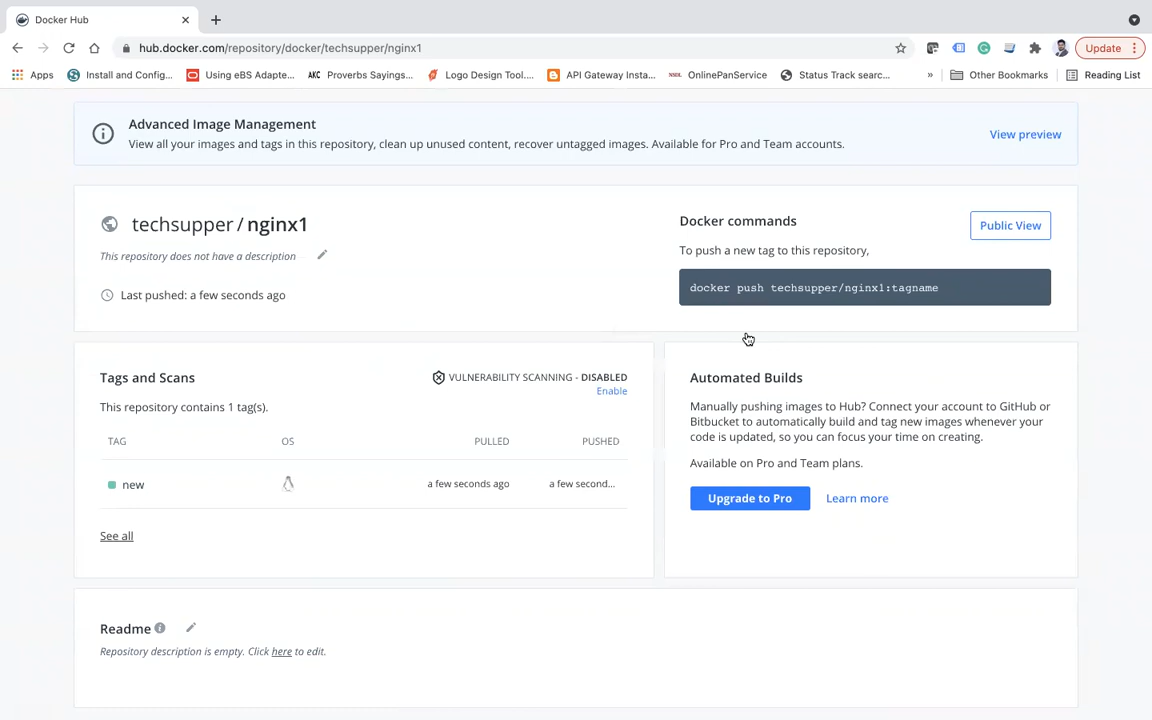 Docker Hub
hub.docker.com/repository/docker/techsupper/nginx1
Update
Apps
Install and Config...
Using eBS Adapte...
AKC Proverbs Sayings...
Logo Design Tool....
API Gateway Insta...
NSDL OnlinePanService
Status Track searc...
»
Other Bookmarks
Reading List
Advanced Image Management
View all your images and tags in this repository, clean up unused content, recover untagged images. Available for Pro and Team accounts.
View preview
techsupper / nginx1
This repository does not have a description
Last pushed: a few seconds ago
Docker commands
Public View
To push a new tag to this repository,
docker push techsupper/nginx1:tagname
Tags and Scans
VULNERABILITY SCANNING - DISABLED
Enable
This repository contains 1 tag(s).
TAG OS PULLED PUSHED
new a few seconds ago a few second...
See all
Automated Builds
Manually pushing images to Hub? Connect your account to GitHub or
Bitbucket to automatically build and tag new images whenever your
code is updated, so you can focus your time on creating.
Available on Pro and Team plans.
Upgrade to Pro
Learn more
Readme
Repository description is empty. Click here to edit.